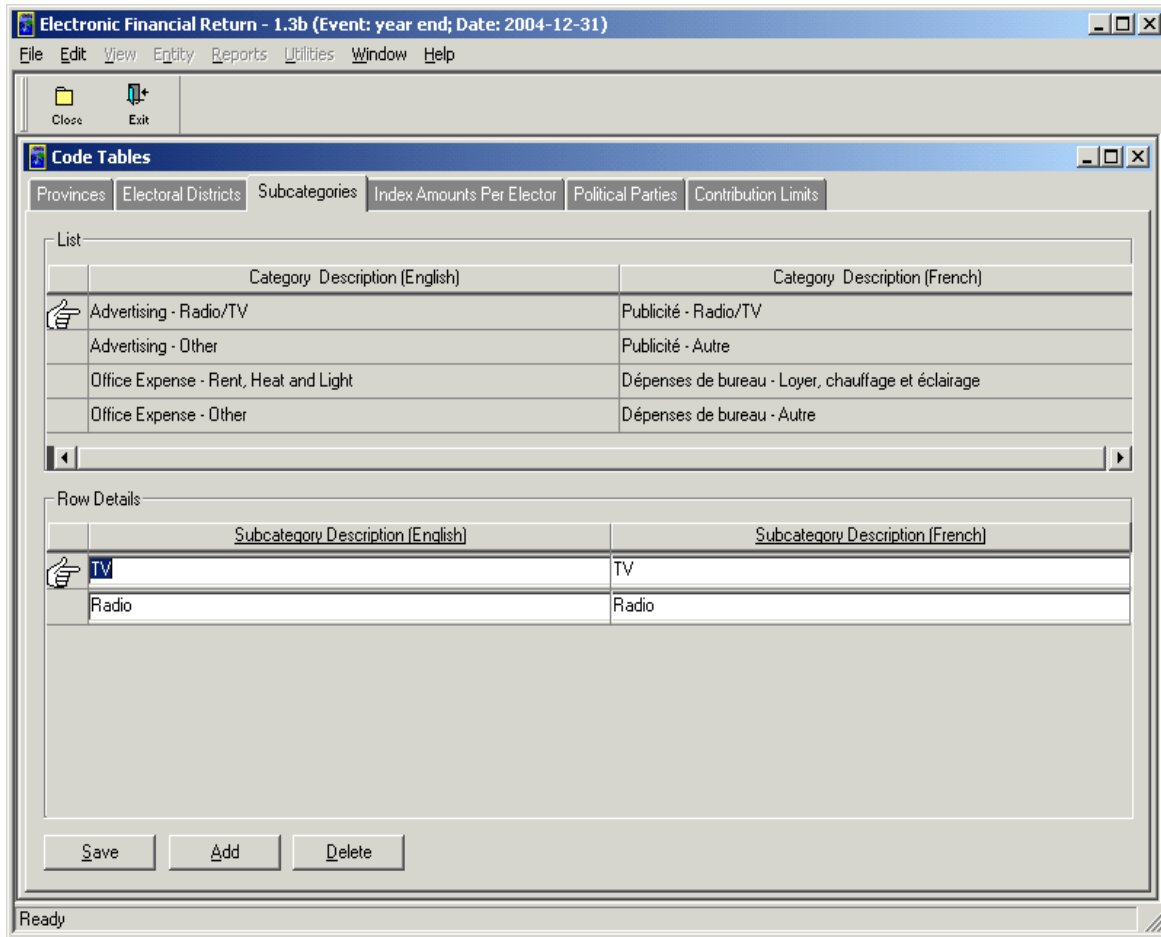 Electronic Financial Return - 1.3b (Event: year end; Date: 2004-12-31)
File Edit View Entity Reports Utilities Window Help
Close Exit
Code Tables
Provinces Electoral Districts Subcategories Index Amounts Per Elector Political Parties Contribution Limits
List
Category Description (English) Category Description (French)
Advertising - Radio/TV Publicité - Radio/TV
Advertising - Other Publicité - Autre
Office Expense - Rent, Heat and Light Dépenses de bureau - Loyer, chauffage et éclairage
Office Expense - Other Dépenses de bureau - Autre
Row Details
Subcategory Description (English) Subcategory Description (French)
TV TV
Radio Radio
Save Add Delete
Ready